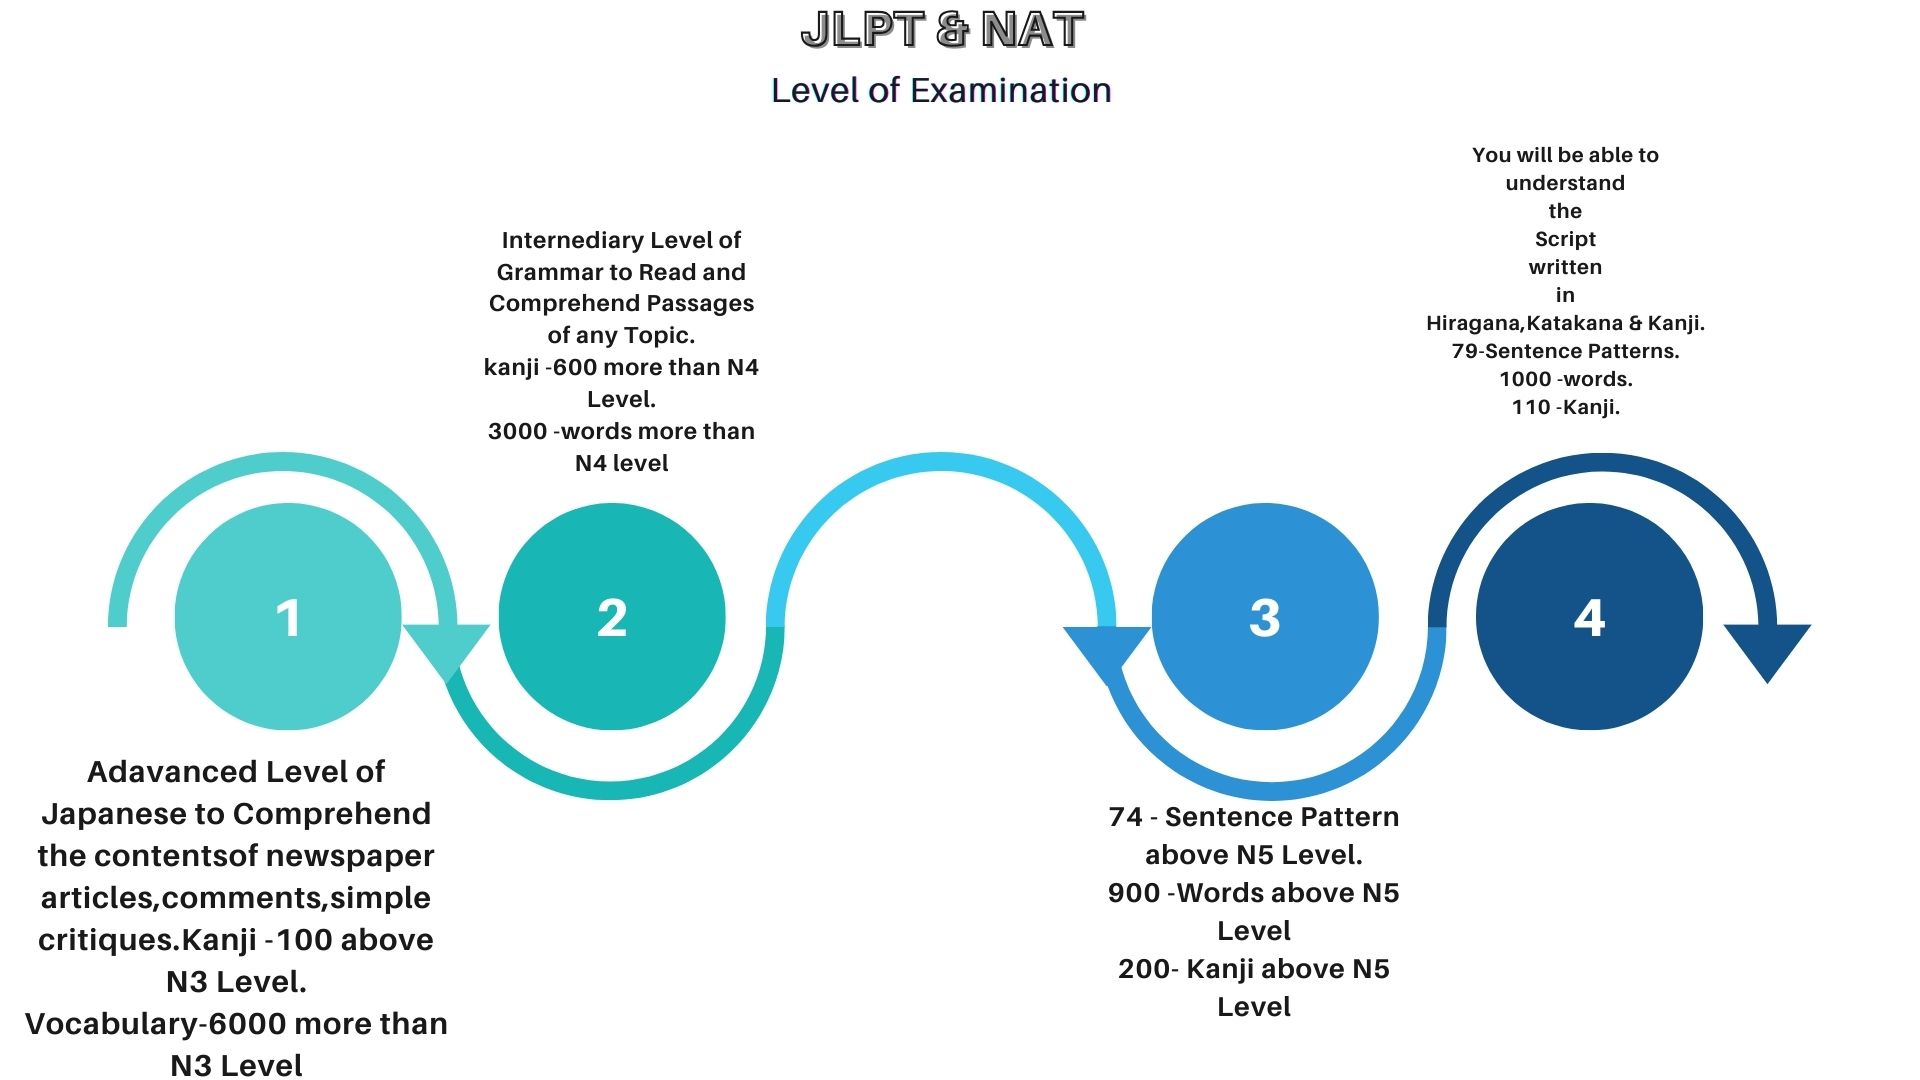 JLPT & NAT
Level of Examination
1
Adavanced Level of
Japanese to Comprehend
the contentsof newspaper
articles,comments,simple
critiques.Kanji -100 above
N3 Level.
Vocabulary-6000 more than
N3 Level
Internediary Level of
Grammar to Read and
Comprehend Passages
of any Topic.
kanji -600 more than N4
Level.
3000 -words more than
N4 level
2
3
74 - Sentence Pattern
above N5 Level.
900 -Words above N5
Level
200- Kanji above N5
Level
You will be able to
understand
the
Script
written
in
Hiragana,Katakana & Kanji.
79-Sentence Patterns.
1000 -words.
110 -Kanji.
4